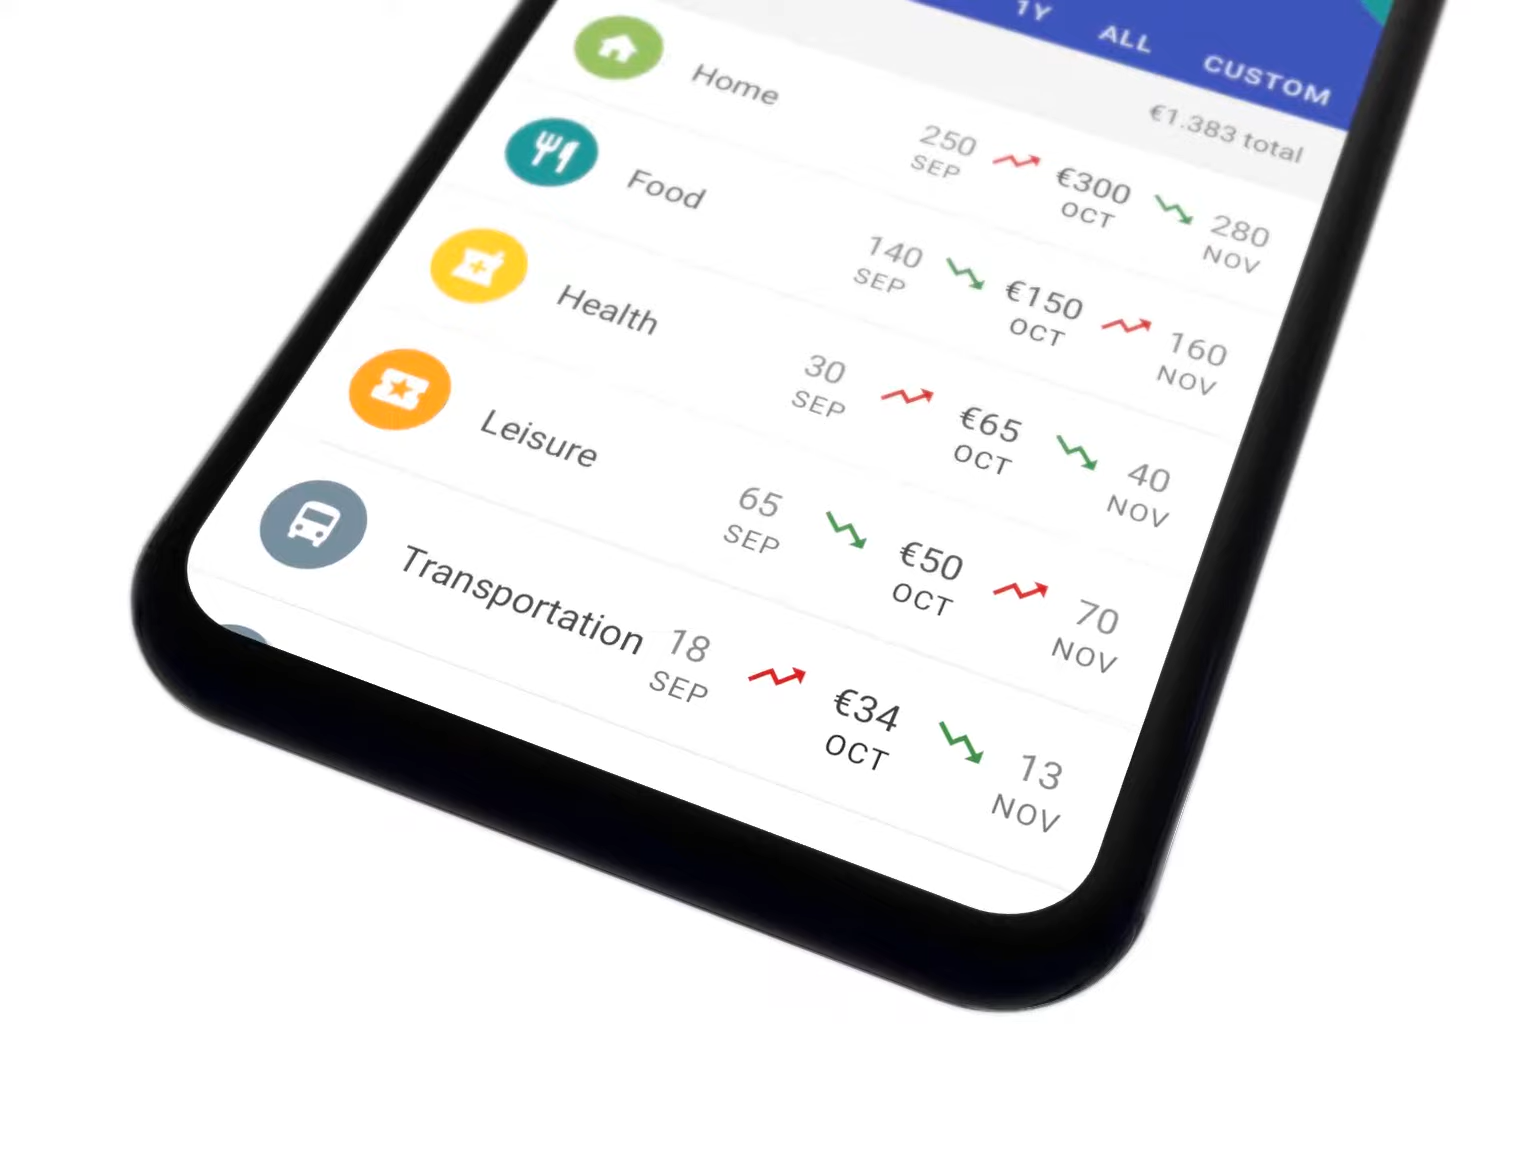 1Y ALL CUSTOM
€1.383 total
Home 250 SEP €300 OCT 280 NOV
Food 140 SEP €150 OCT 160 NOV
Health 30 SEP €65 OCT 40 NOV
Leisure 65 SEP €50 OCT 70 NOV
Transportation 18 SEP €34 OCT 13 NOV